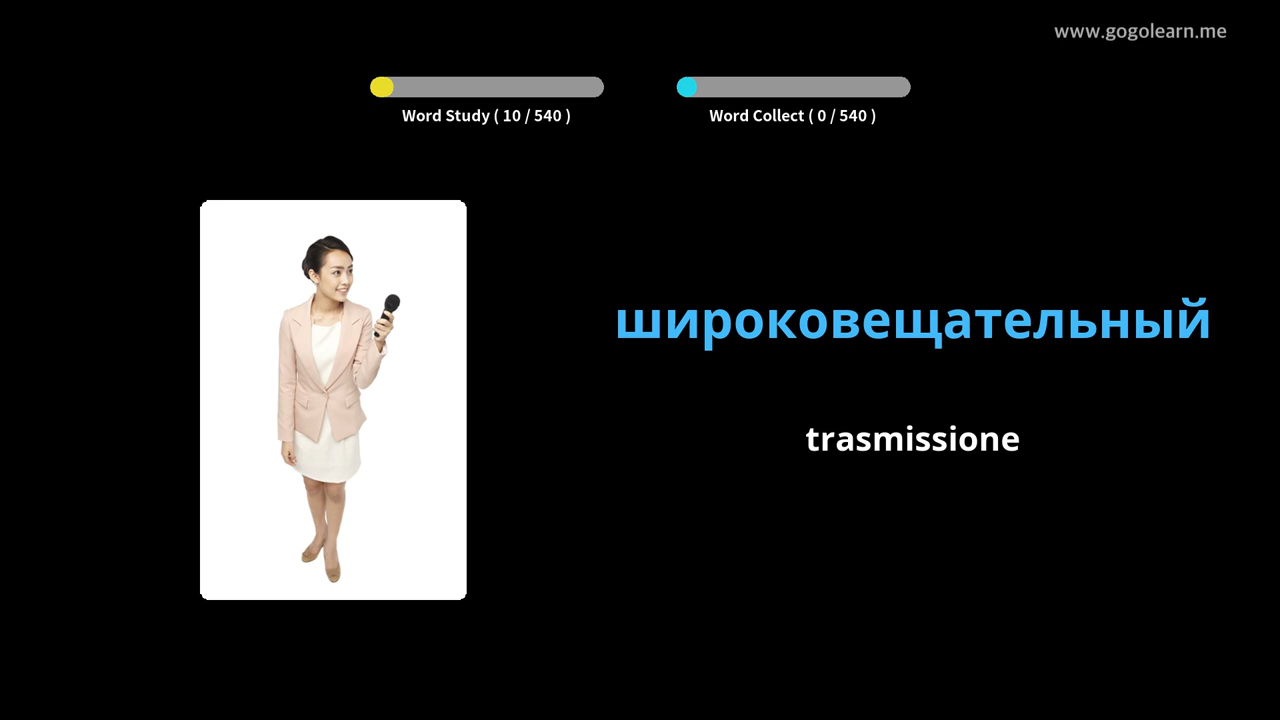 www.gogolearn.me
Word Study ( 10 / 540 )
Word Collect ( 0 / 540 )
широковещательный
trasmissione